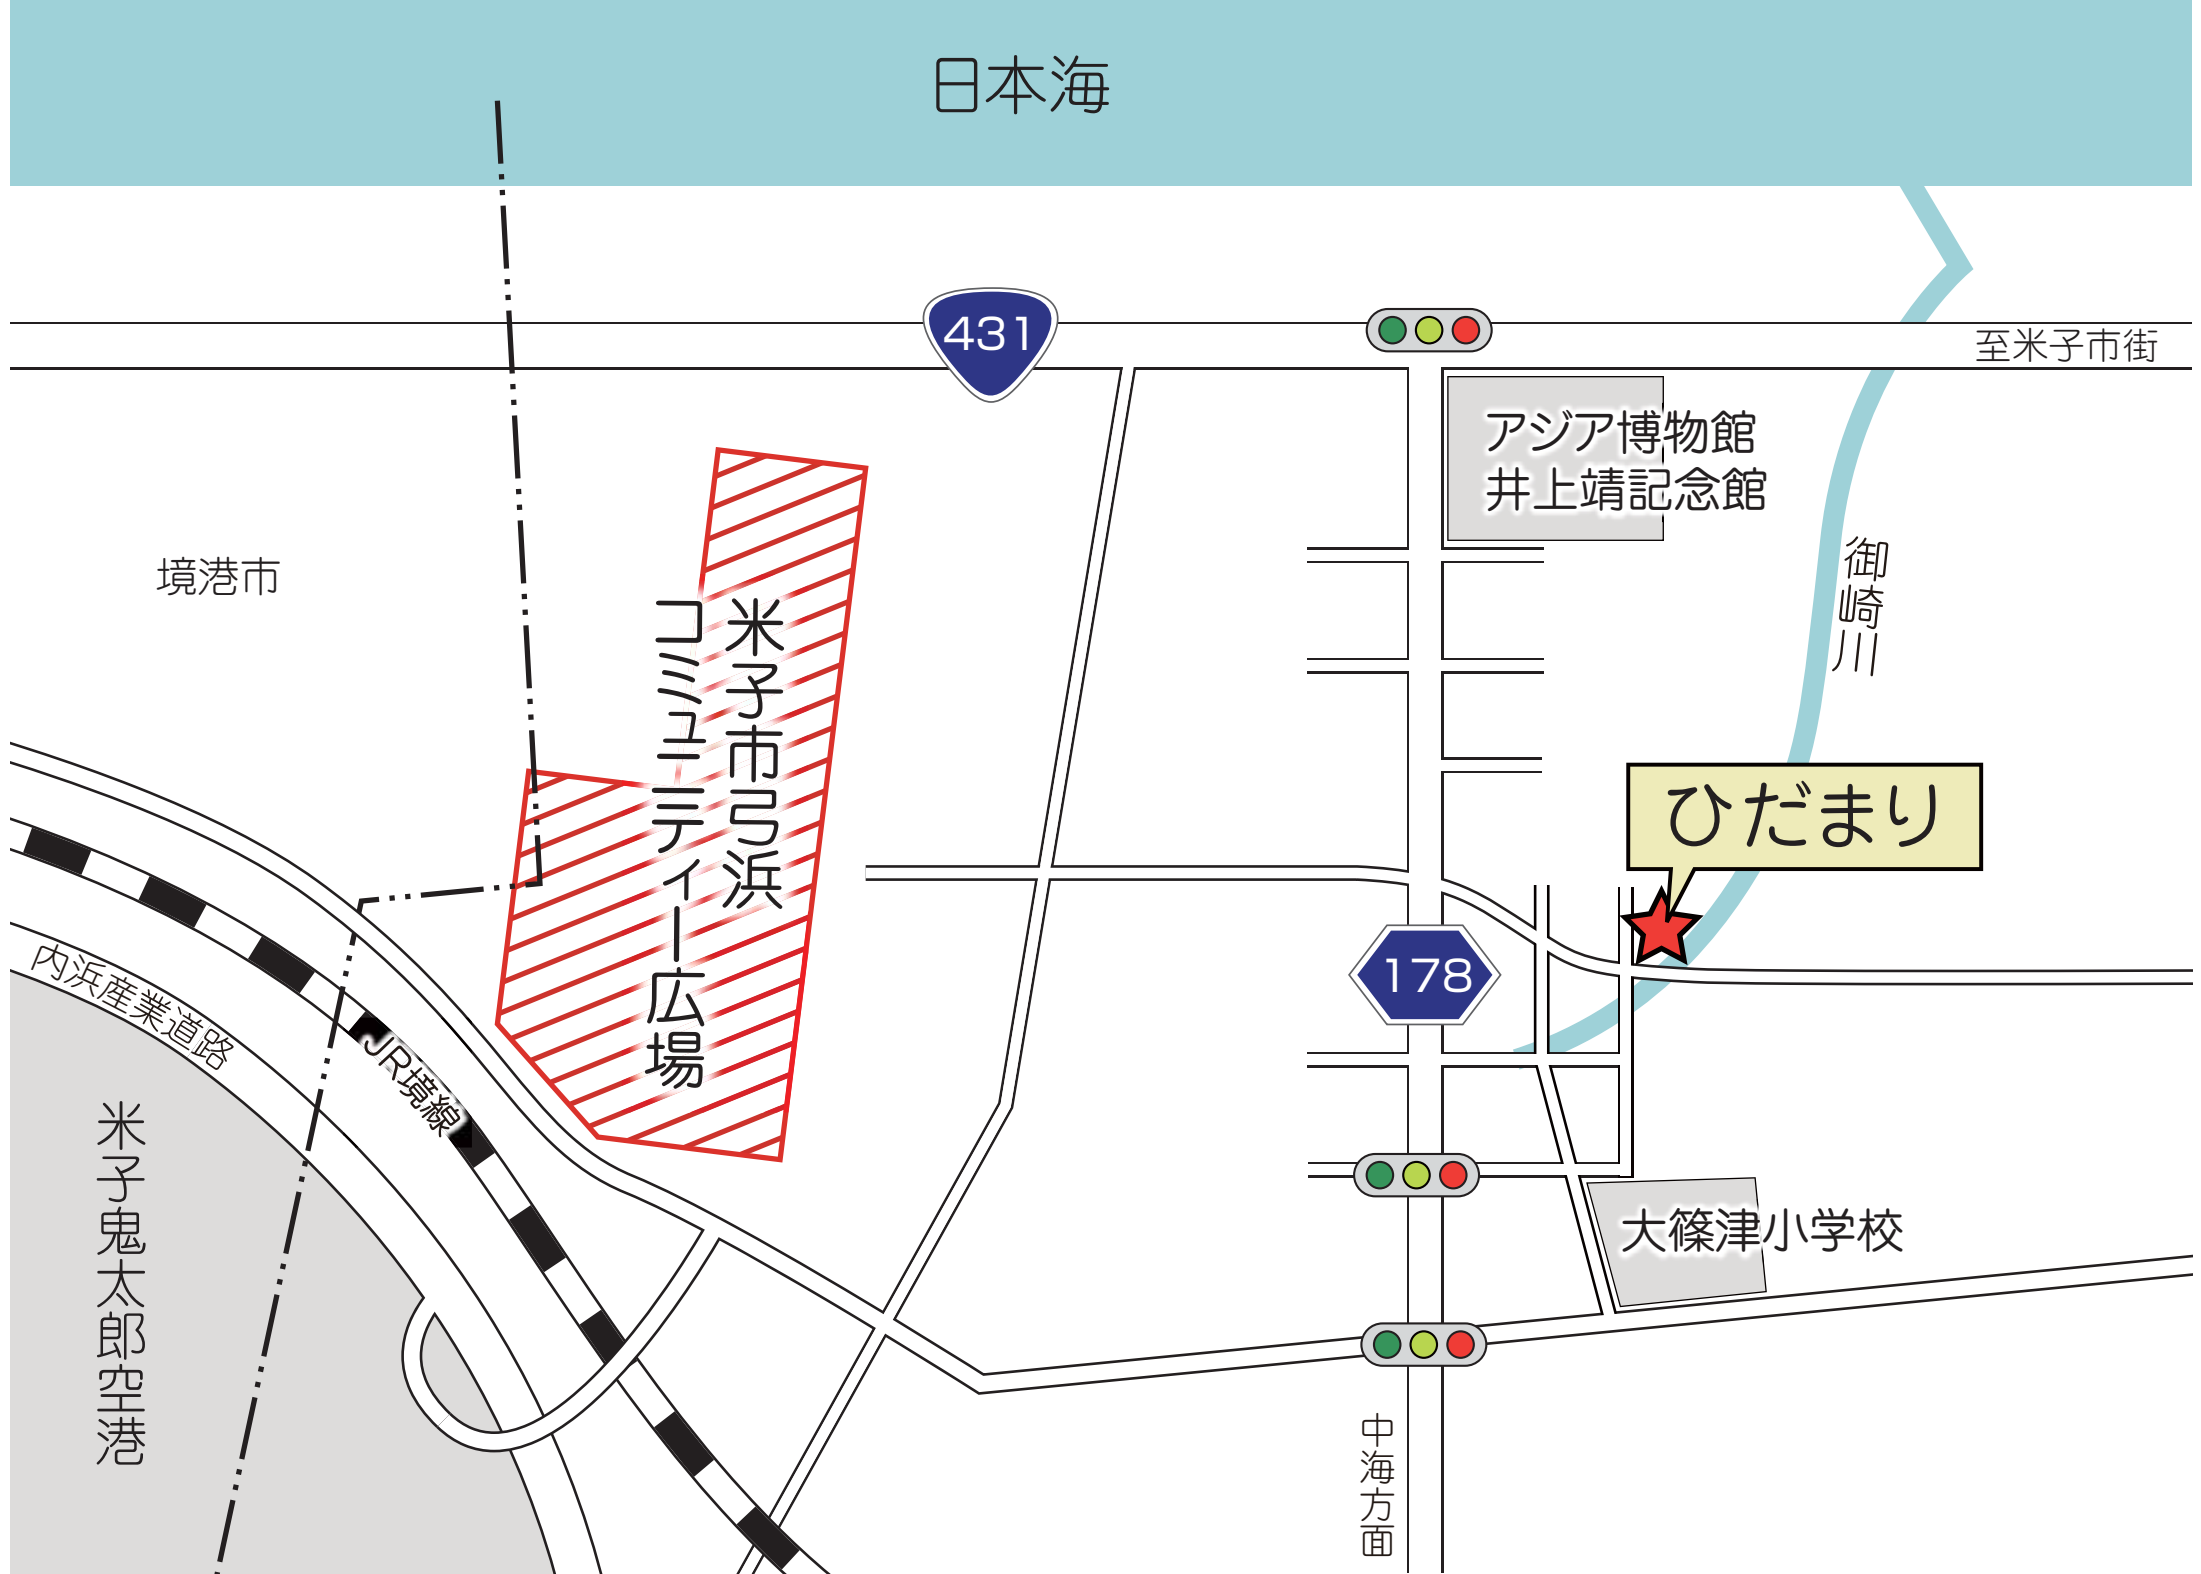 日本海
431
至米子市街
アジア博物館
井上靖記念館
境港市
御崎川
米子市弓浜
コミュニティー広場
ひだまり
178
内浜産業道路
JR境線
米子鬼太郎空港
大篠津小学校
中海方面